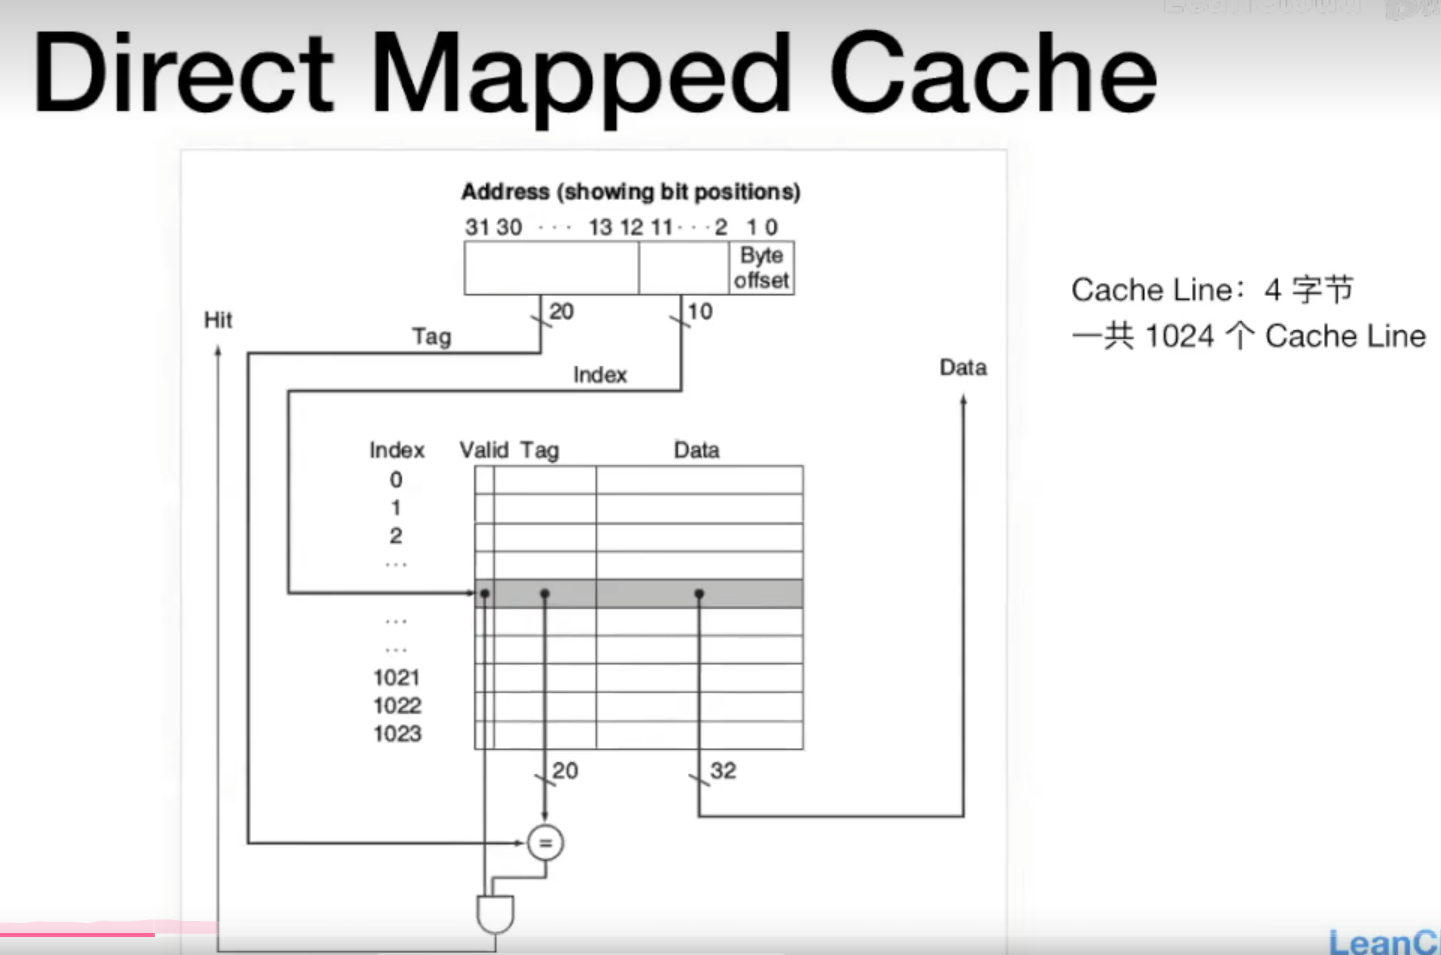 Direct Mapped Cache
Address (showing bit positions)
31 30 ··· 13 12 11 ··· 2 1 0
Byte
offset
20
10
Hit
Tag
Index
Data
Cache Line：4 字节
一共 1024 个 Cache Line
Index Valid Tag Data
0
1
2
···
···
···
1021
1022
1023
20
32
=